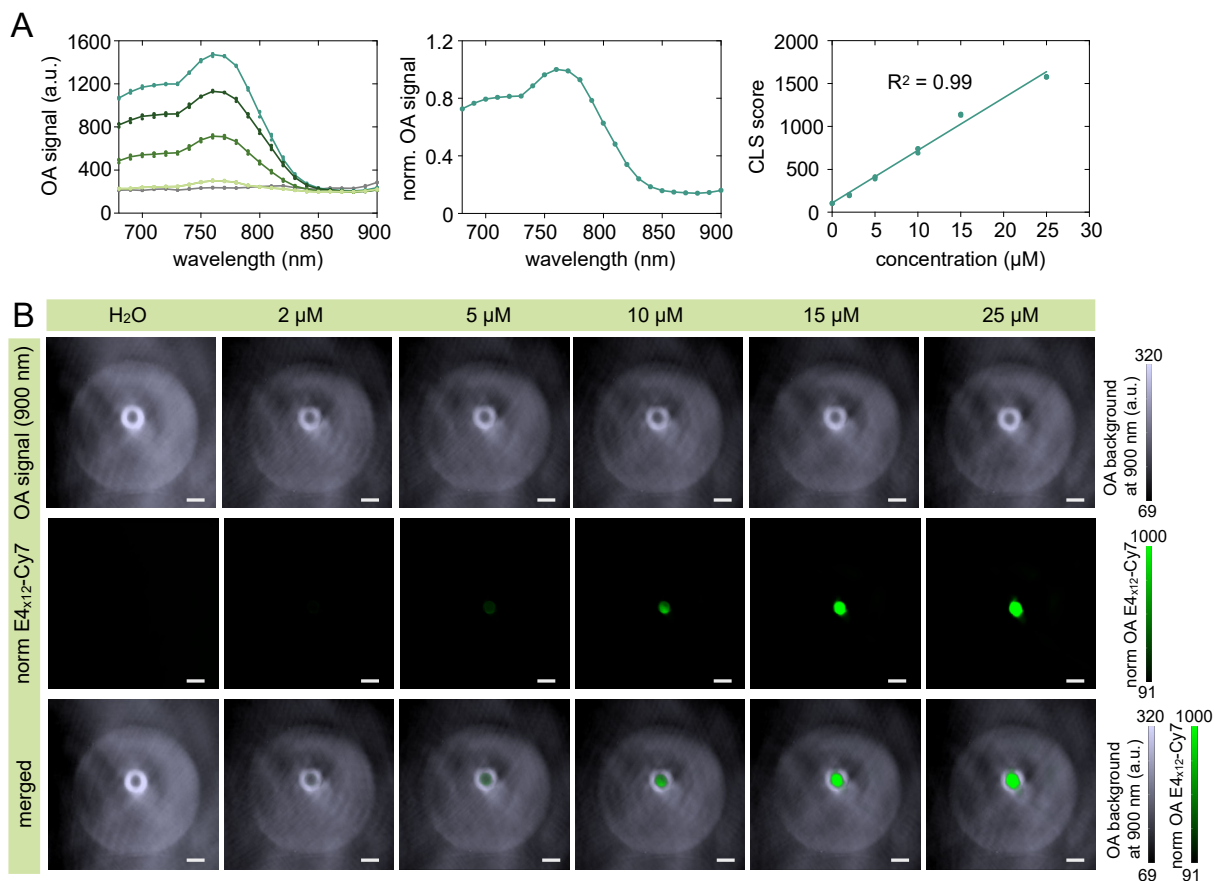 A
OA signal (a.u.)
1600
1200
800
400
0
700 750 800 850 900
wavelength (nm)
norm. OA signal
1.2
0.8
0.4
0
700 750 800 850 900
wavelength (nm)
CLS score
2000
1500
1000
500
0
R² = 0.99
0 5 10 15 20 25 30
concentration (µM)
B
H₂O 2 µM 5 µM 10 µM 15 µM 25 µM
OA signal (900 nm)
OA background
at 900 nm (a.u.)
320
69
norm E4ₓ₁₂-Cy7
norm OA E4ₓ₁₂-Cy7
1000
91
merged
OA background
at 900 nm (a.u.)
320
69
norm OA E4ₓ₁₂-Cy7
1000
91